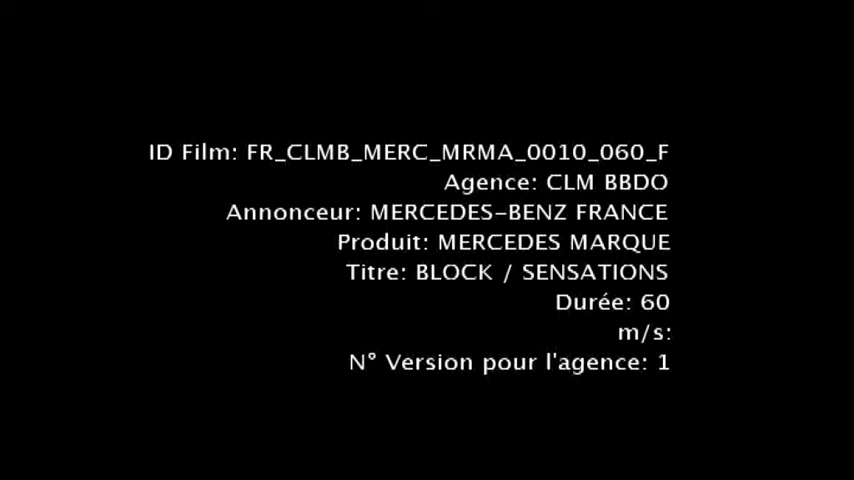 ID Film: FR_CLMB_MERC_MRMA_0010_060_F
Agence: CLM BBDO
Annonceur: MERCEDES-BENZ FRANCE
Produit: MERCEDES MARQUE
Titre: BLOCK / SENSATIONS
Durée: 60
m/s:
N° Version pour l'agence: 1